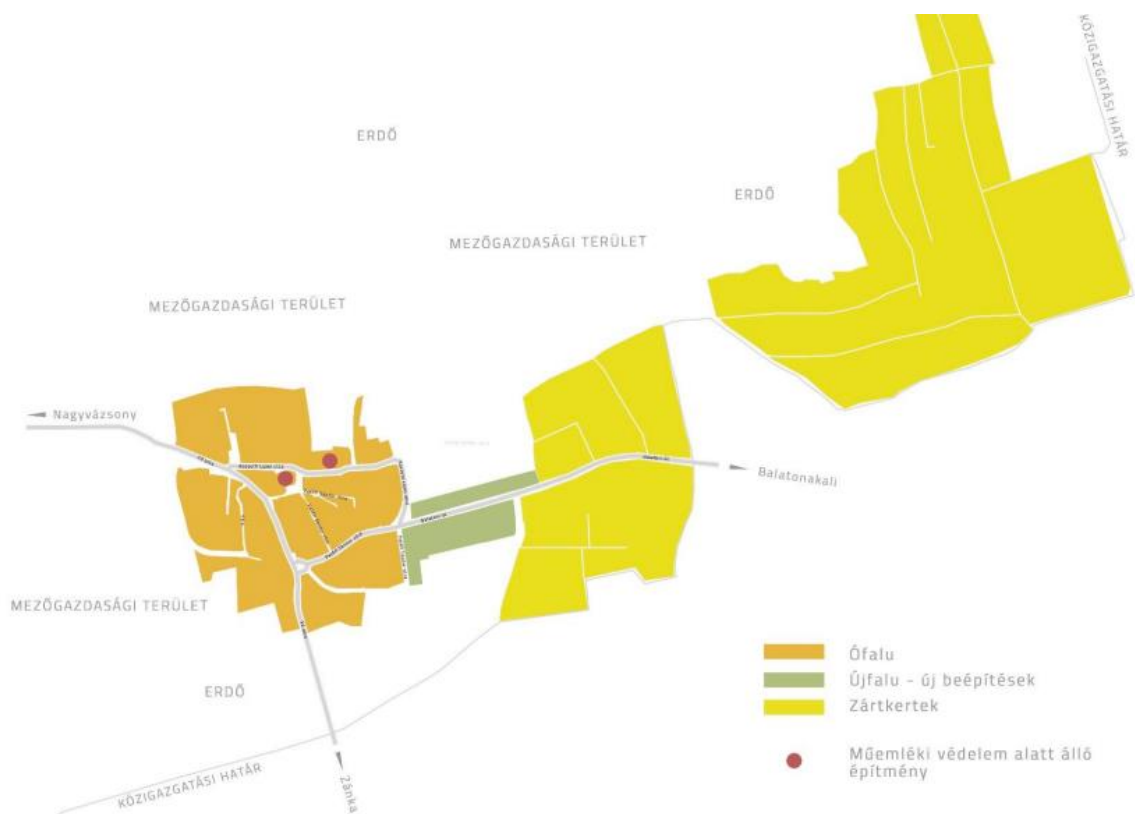 KÖZIGAZGATÁSI HATÁR
ERDŐ
ERDŐ
MEZŐGAZDASÁGI TERÜLET
MEZŐGAZDASÁGI TERÜLET
Nagyvázsony
Balatonakali
MEZŐGAZDASÁGI TERÜLET
ERDŐ
KÖZIGAZGATÁSI HATÁR
Zánka
Ófalu
Újfalu - új beépítések
Zártkertek
Műemléki védelem alatt álló
építmény